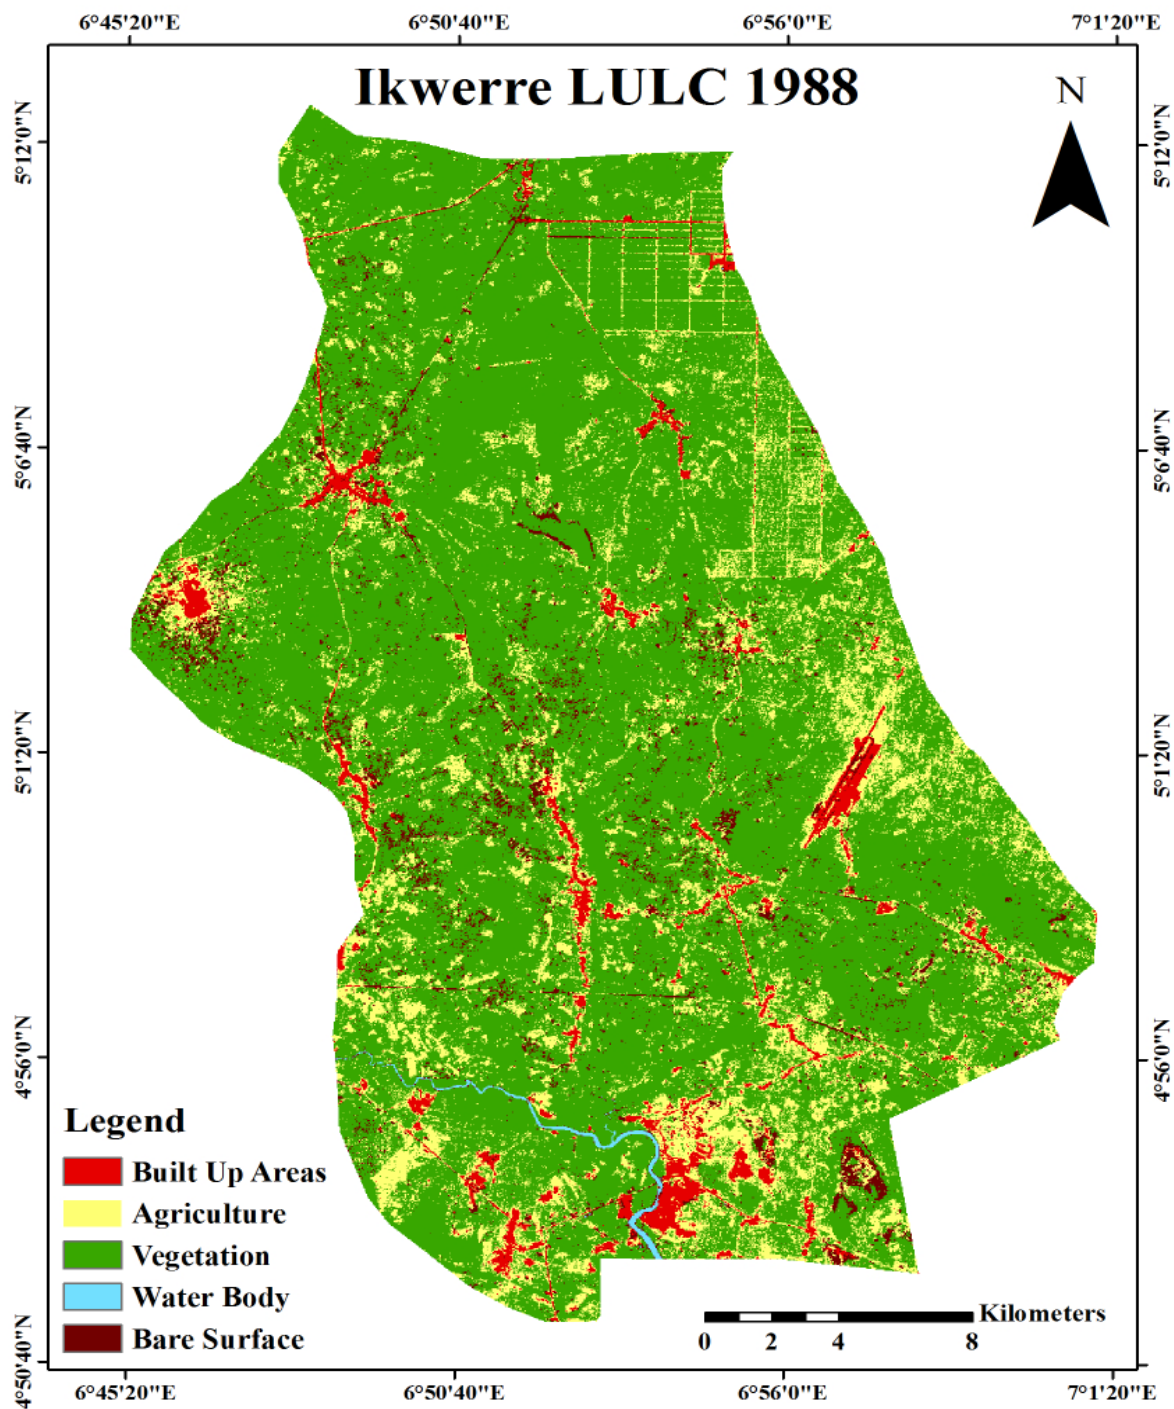 6°45'20"E 6°50'40"E 6°56'0"E 7°1'20"E
Ikwerre LULC 1988
N
5°12'0"N 5°12'0"N
5°6'40"N 5°6'40"N
5°1'20"N 5°1'20"N
4°56'0"N 4°56'0"N
Legend
Built Up Areas
Agriculture
Vegetation
Water Body
Bare Surface
Kilometers
0 2 4 8
4°50'40"N
6°45'20"E 6°50'40"E 6°56'0"E 7°1'20"E